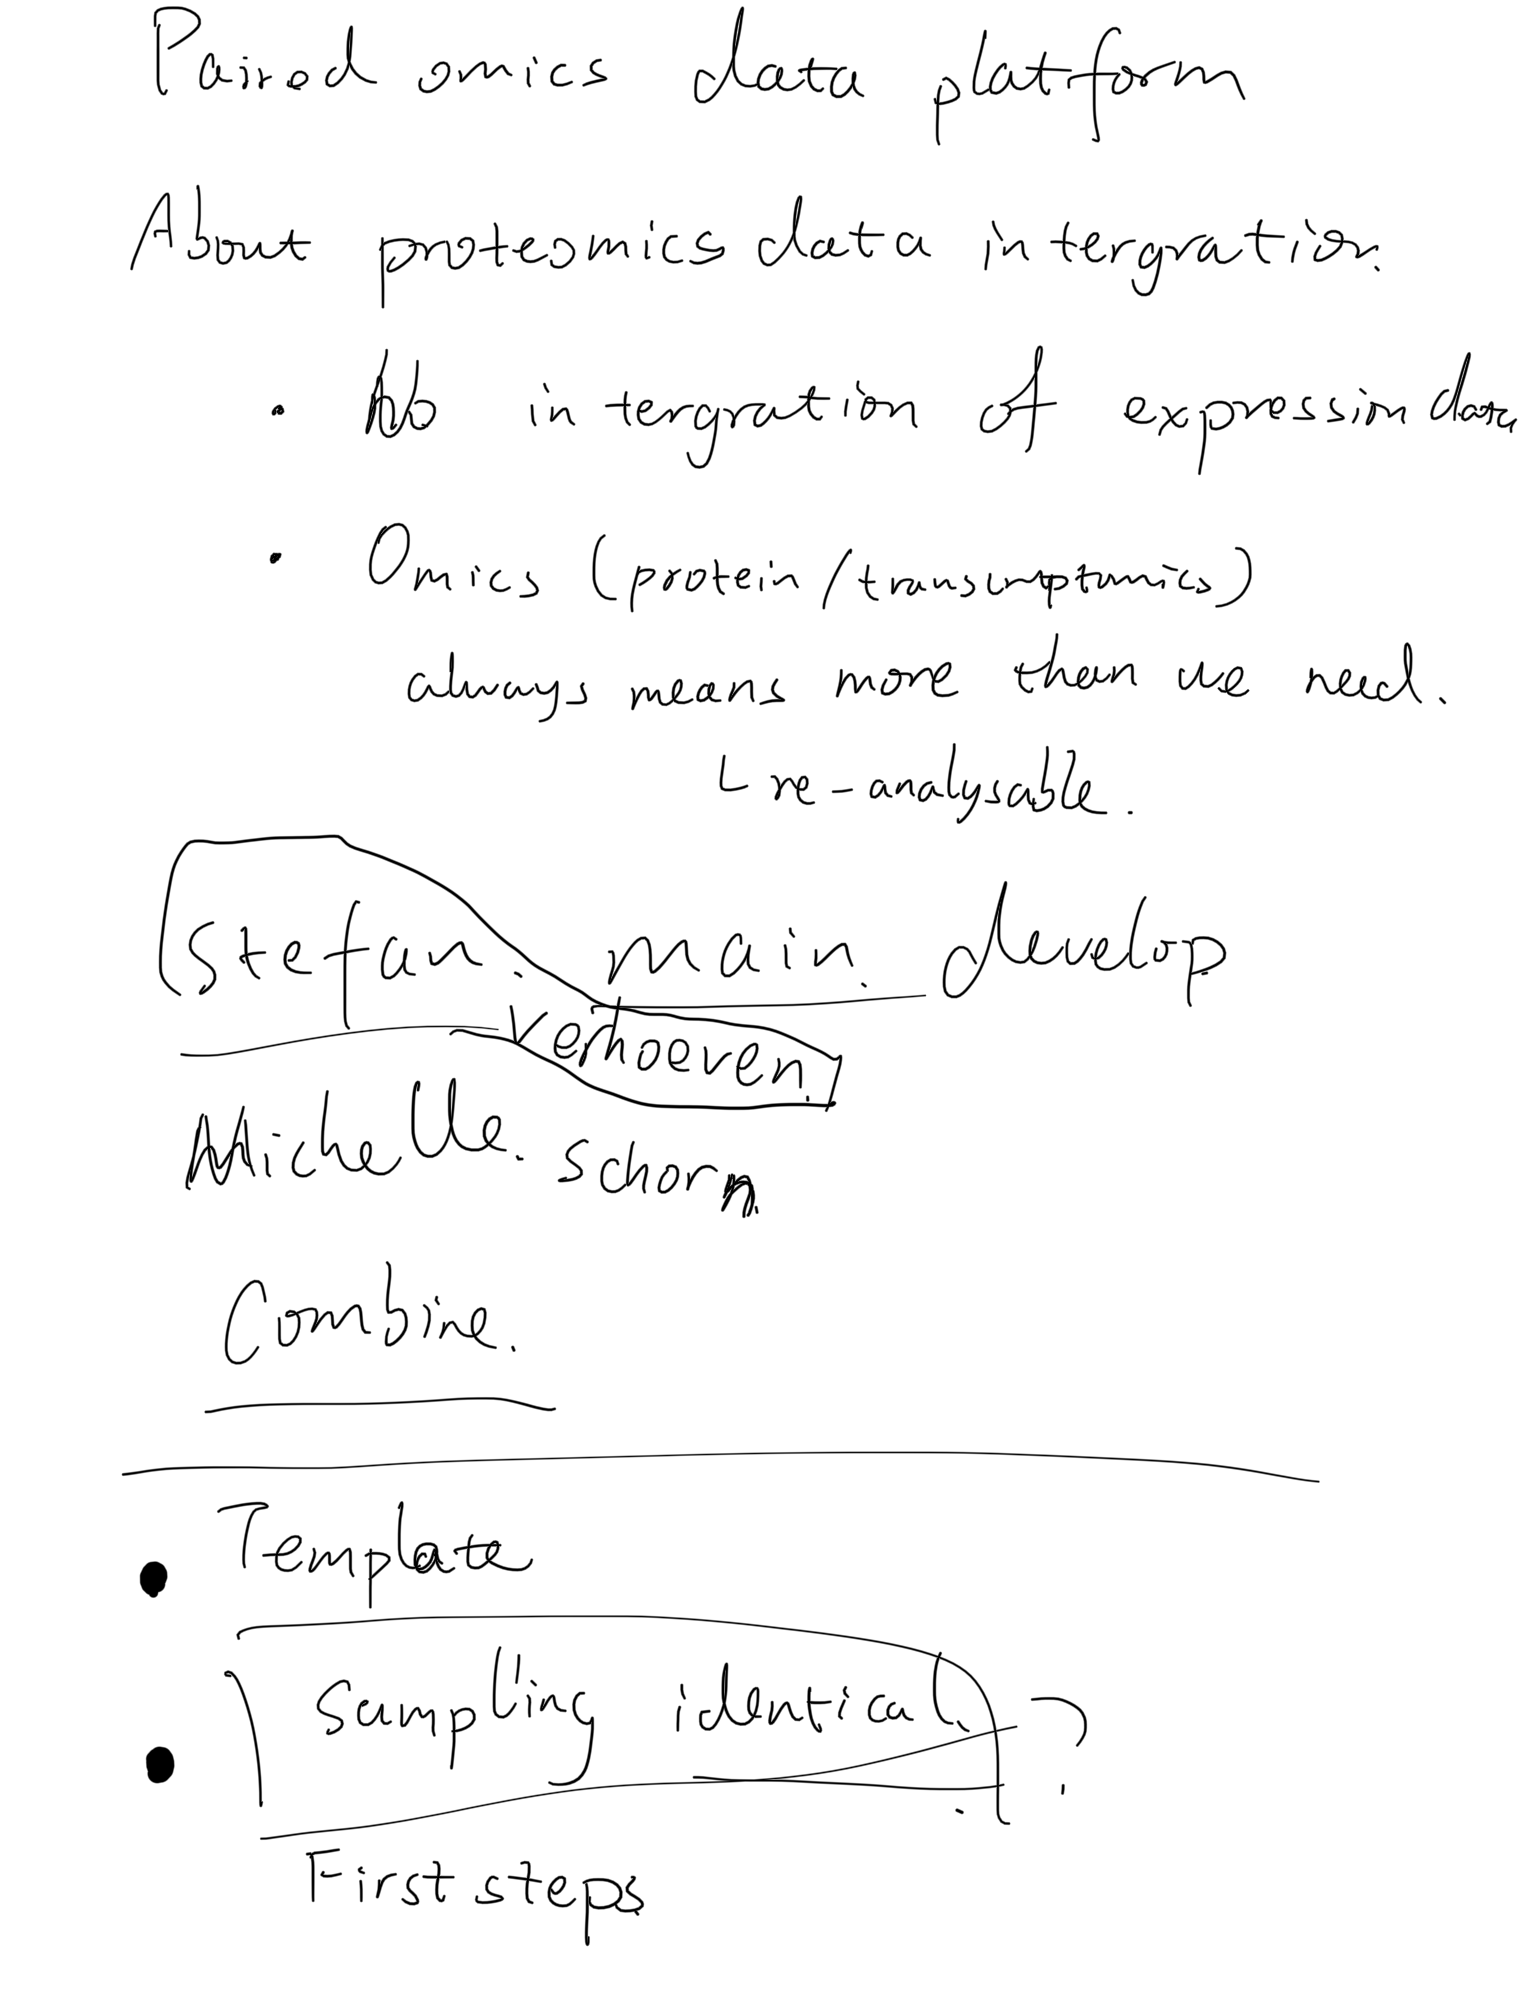 Paired omics data platform
About proteomics data intergration.
· No intergration of expression data
· Omics (protein/transcriptomics)
always means more than we need.
└ re-analysable.
Stefan. main. develop
Verhoeven.
Michelle. Schorn.
Combine.
• Template
• Sampling identical. ?
First steps